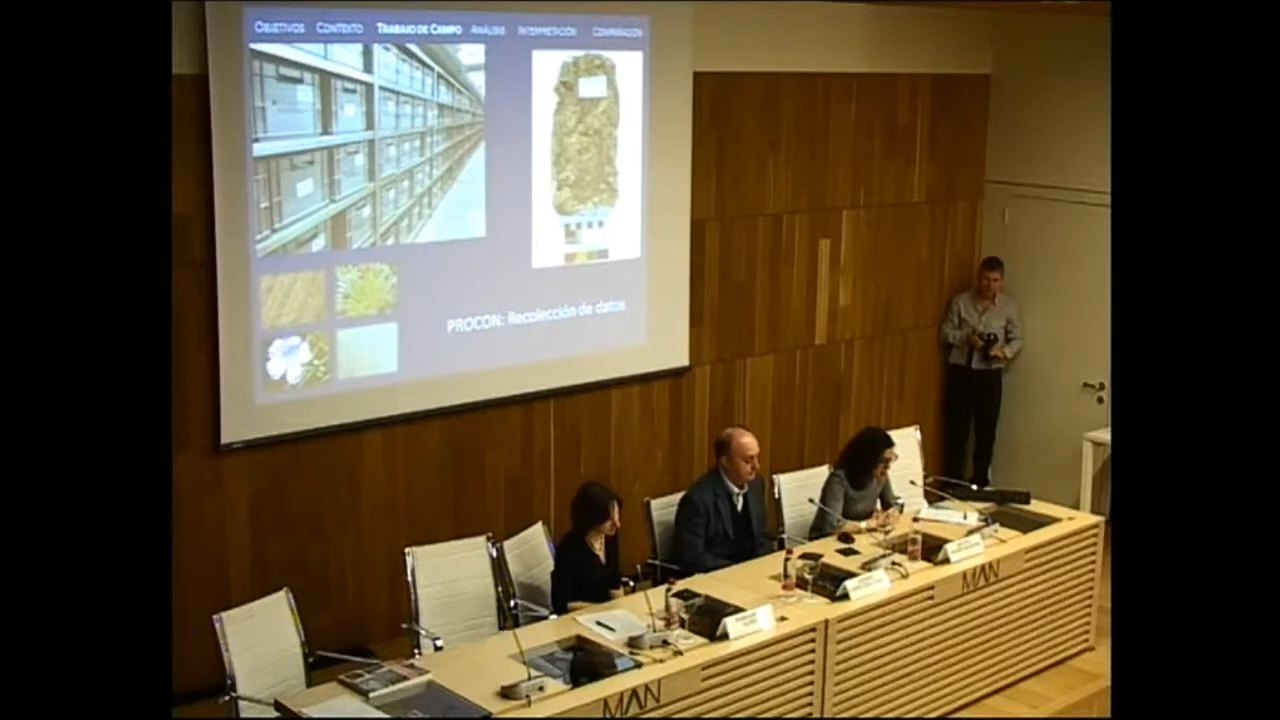 OBJETIVOS CONTEXTO TRABAJO DE CAMPO ANÁLISIS INTERPRETACIÓN COMPARACIÓN
PROCON: Recolección de datos
MAN
MAN